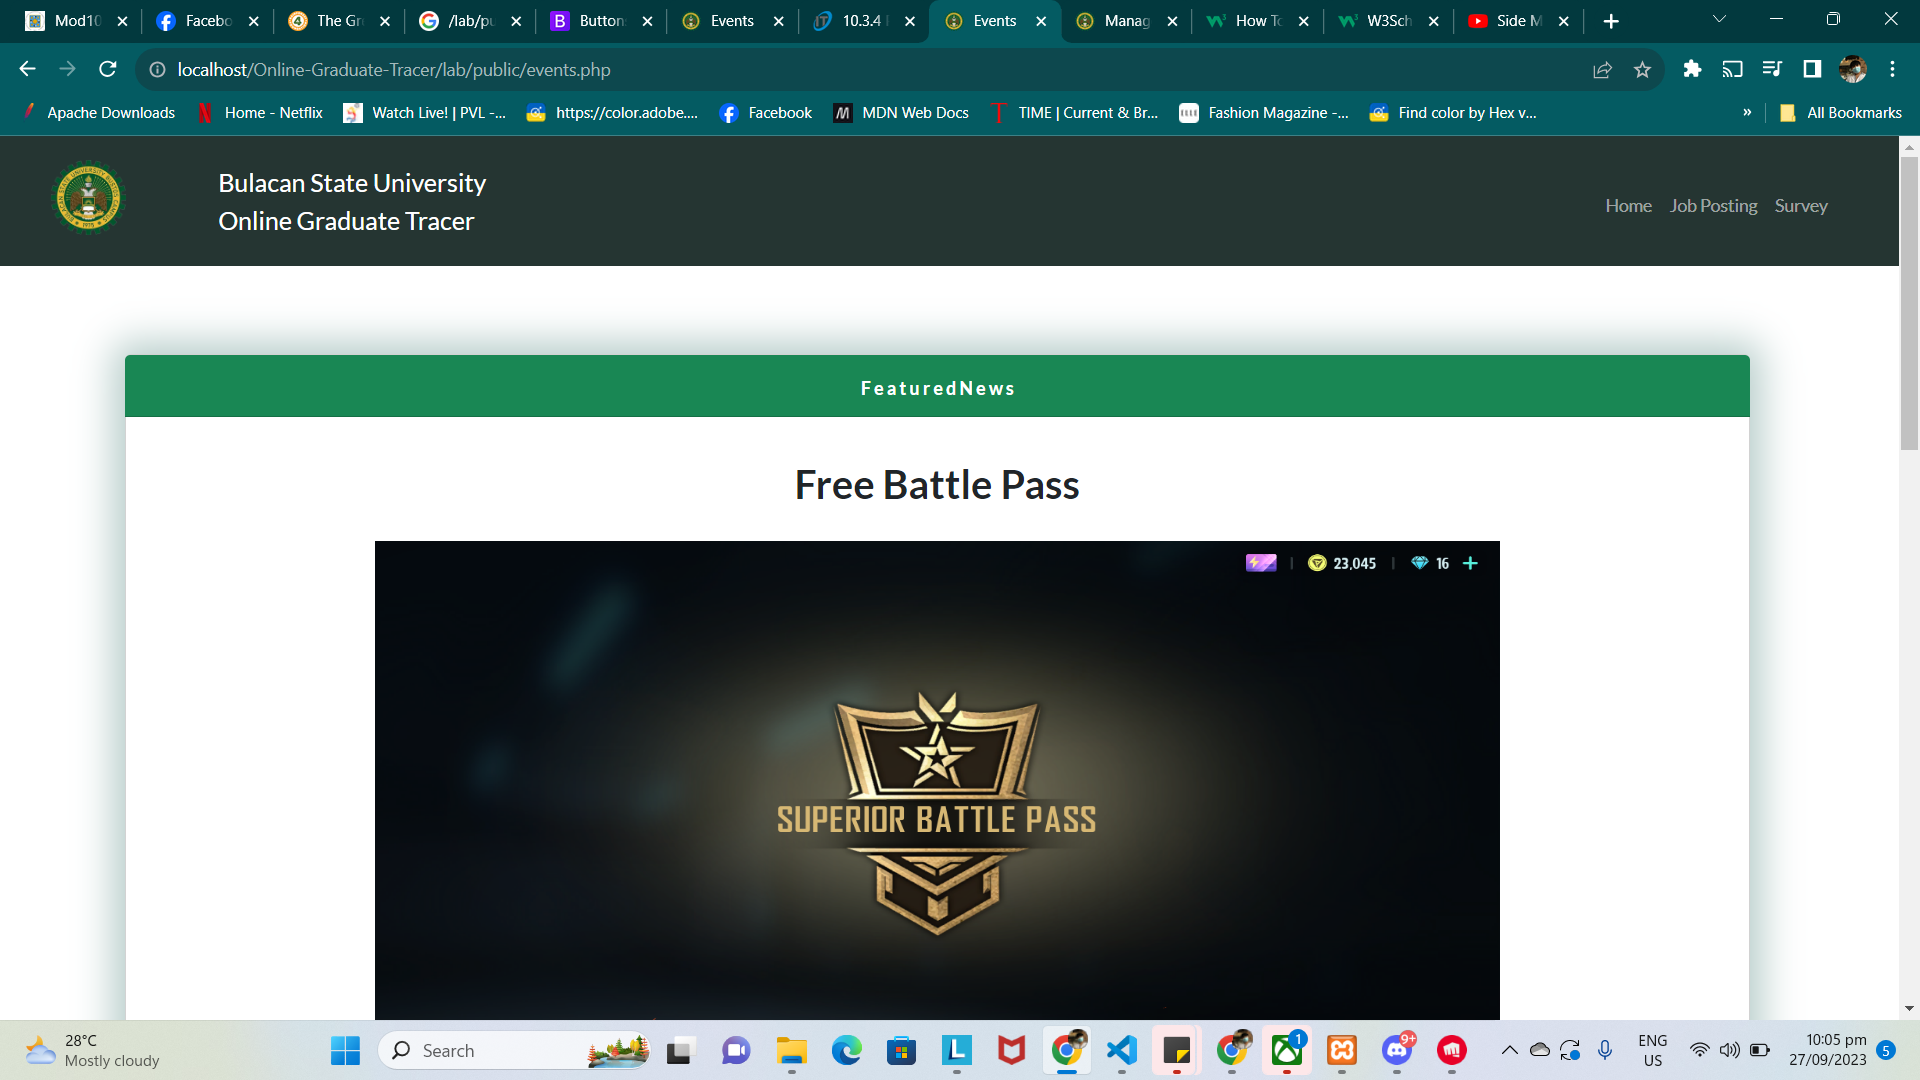 Mod10
Facebo
The Gr
/lab/pu
Button
Events
10.3.4
Events
Manag
How To
W3Sch
Side M
localhost/Online-Graduate-Tracer/lab/public/events.php
Apache Downloads
Home - Netflix
Watch Live! | PVL -...
https://color.adobe....
Facebook
MDN Web Docs
TIME | Current & Br...
Fashion Magazine -...
Find color by Hex v...
»
All Bookmarks
Bulacan State University
Online Graduate Tracer
Home
Job Posting
Survey
FeaturedNews
Free Battle Pass
23,045
16
SUPERIOR BATTLE PASS
28°C
Mostly cloudy
Search
1
9+
ENG
US
10:05 pm
27/09/2023
5